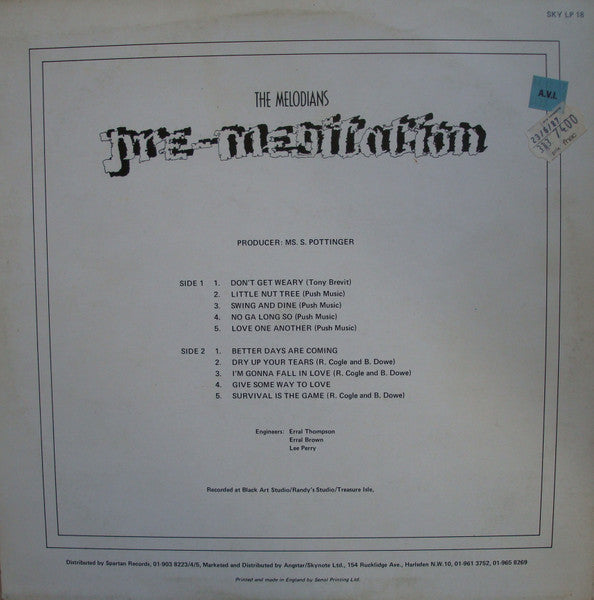 SKY LP 18
A.V.I.
THE MELODIANS
pre-meditation
PRODUCER: MS. S. POTTINGER
SIDE 1 1. DON'T GET WEARY (Tony Brevit)
2. LITTLE NUT TREE (Push Music)
3. SWING AND DINE (Push Music)
4. NO GA LONG SO (Push Music)
5. LOVE ONE ANOTHER (Push Music)
SIDE 2 1. BETTER DAYS ARE COMING
2. DRY UP YOUR TEARS (R. Cogle and B. Dowe)
3. I'M GONNA FALL IN LOVE (R. Cogle and B. Dowe)
4. GIVE SOME WAY TO LOVE
5. SURVIVAL IS THE GAME (R. Cogle and B. Dowe)
Engineers: Erral Thompson
Erral Brown
Lee Perry
Recorded at Black Art Studio/Randy's Studio/Treasure Isle,
Distributed by Spartan Records, 01-903 8223/4/5, Marketed and Distributed by Angstar/Skynote Ltd., 154 Rucklidge Ave., Harlsden N.W.10, 01-961 3752, 01-965 8269
Printed and made in England by Senol Printing Ltd.